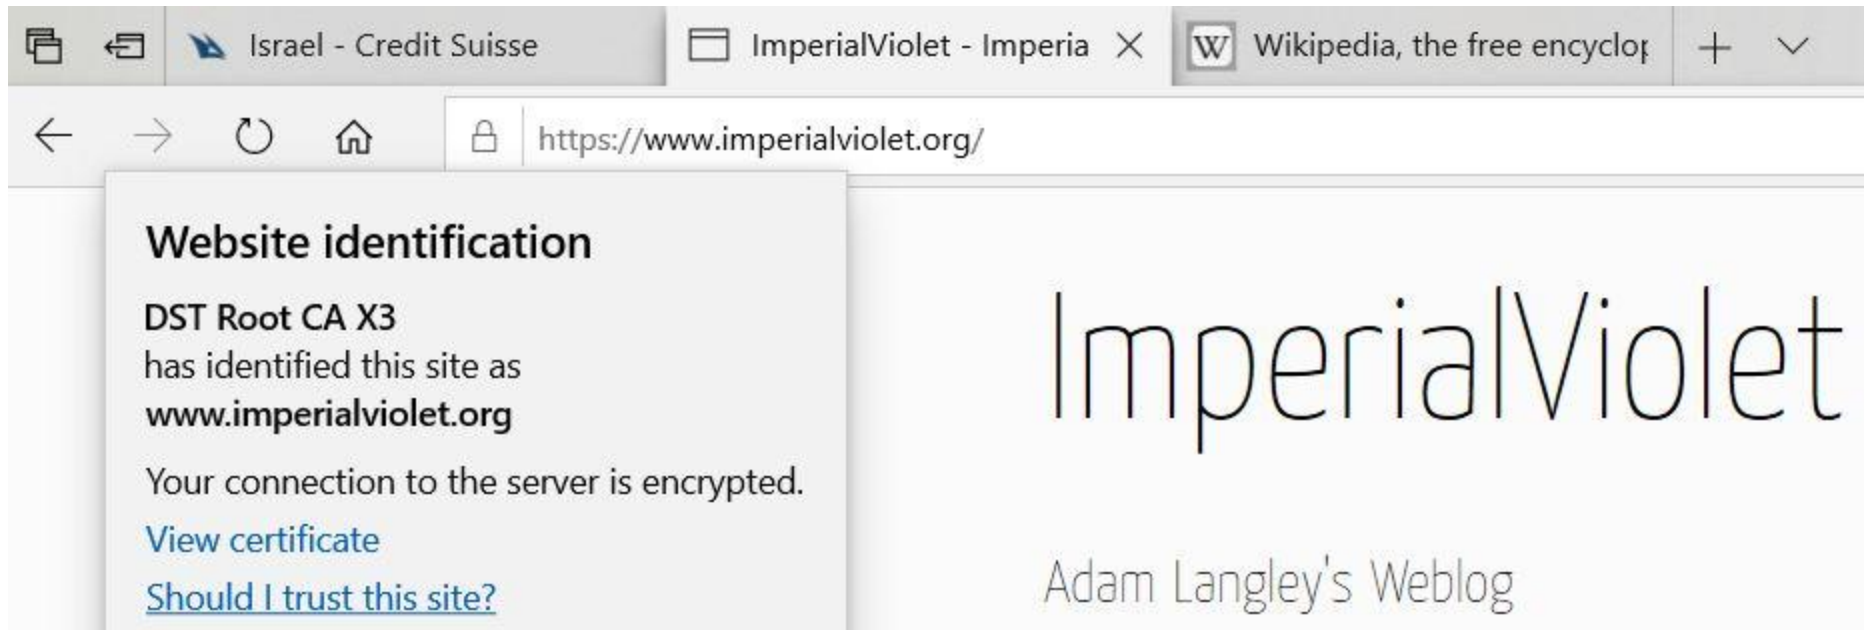 Israel - Credit Suisse
ImperialViolet - Imperia
W Wikipedia, the free encyclop
https://www.imperialviolet.org/
Website identification
DST Root CA X3
has identified this site as
www.imperialviolet.org
Your connection to the server is encrypted.
View certificate
Should I trust this site?
ImperialViolet
Adam Langley's Weblog